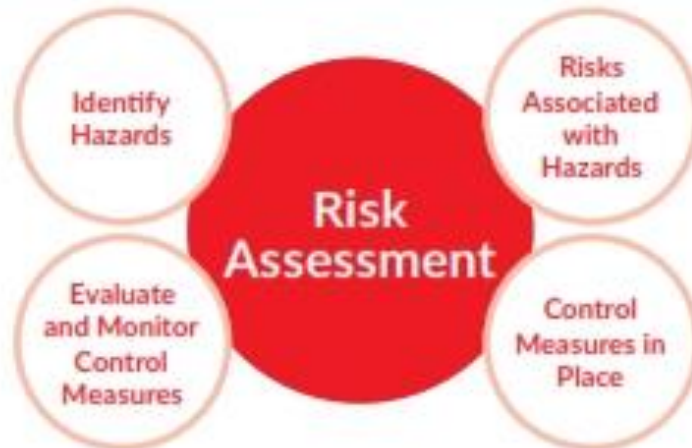 Identify
Hazards
Risks
Associated
with
Hazards
Risk
Assessment
Evaluate
and Monitor
Control
Measures
Control
Measures in
Place